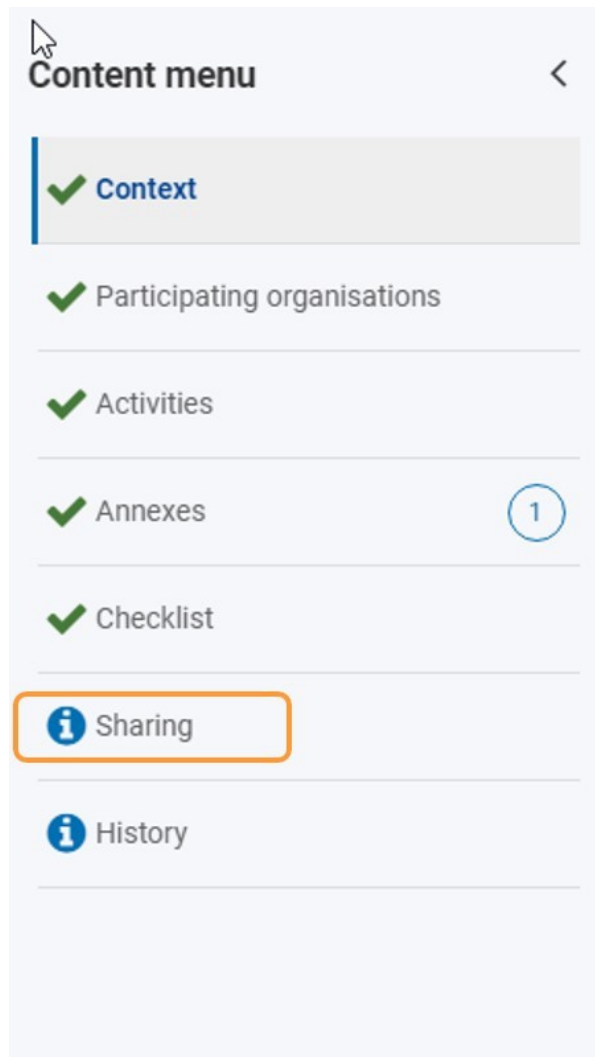 Content menu
Context
Participating organisations
Activities
Annexes
1
Checklist
Sharing
History